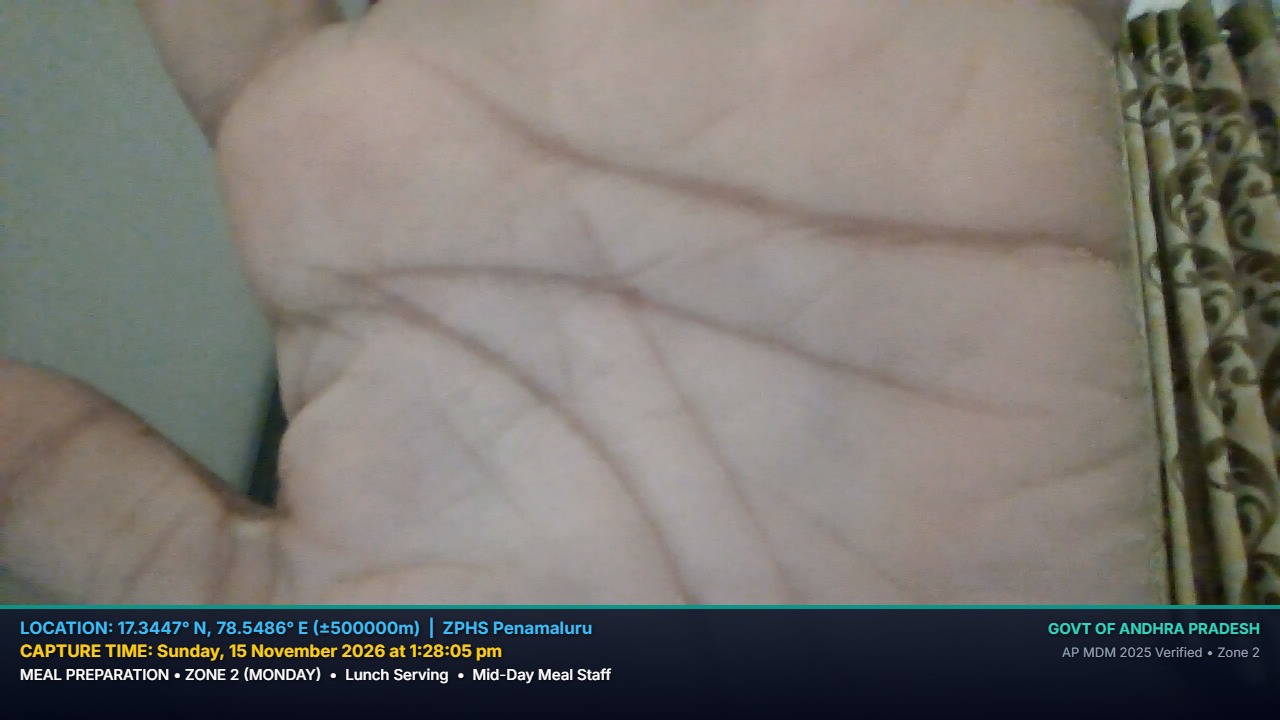 LOCATION: 17.3447° N, 78.5486° E (±500000m) | ZPHS Penamaluru
CAPTURE TIME: Sunday, 15 November 2026 at 1:28:05 pm
MEAL PREPARATION • ZONE 2 (MONDAY) • Lunch Serving • Mid-Day Meal Staff
GOVT OF ANDHRA PRADESH
AP MDM 2025 Verified • Zone 2